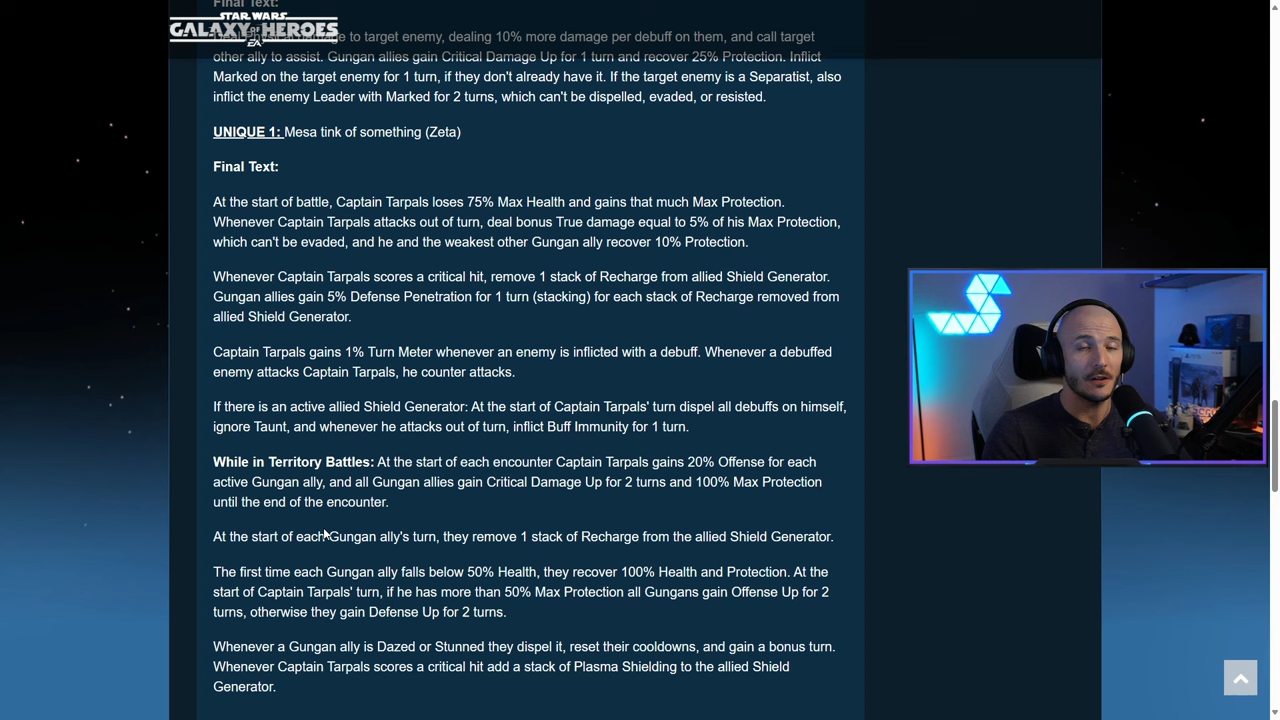 Final Text:
STAR WARS
GALAXY OF HEROES
EA
Deal Physical damage to target enemy, dealing 10% more damage per debuff on them, and call target
other ally to assist. Gungan allies gain Critical Damage Up for 1 turn and recover 25% Protection. Inflict
Marked on the target enemy for 1 turn, if they don't already have it. If the target enemy is a Separatist, also
inflict the enemy Leader with Marked for 2 turns, which can't be dispelled, evaded, or resisted.
UNIQUE 1: Mesa tink of something (Zeta)
Final Text:
At the start of battle, Captain Tarpals loses 75% Max Health and gains that much Max Protection.
Whenever Captain Tarpals attacks out of turn, deal bonus True damage equal to 5% of his Max Protection,
which can't be evaded, and he and the weakest other Gungan ally recover 10% Protection.
Whenever Captain Tarpals scores a critical hit, remove 1 stack of Recharge from allied Shield Generator.
Gungan allies gain 5% Defense Penetration for 1 turn (stacking) for each stack of Recharge removed from
allied Shield Generator.
Captain Tarpals gains 1% Turn Meter whenever an enemy is inflicted with a debuff. Whenever a debuffed
enemy attacks Captain Tarpals, he counter attacks.
If there is an active allied Shield Generator: At the start of Captain Tarpals' turn dispel all debuffs on himself,
ignore Taunt, and whenever he attacks out of turn, inflict Buff Immunity for 1 turn.
While in Territory Battles: At the start of each encounter Captain Tarpals gains 20% Offense for each
active Gungan ally, and all Gungan allies gain Critical Damage Up for 2 turns and 100% Max Protection
until the end of the encounter.
At the start of each Gungan ally's turn, they remove 1 stack of Recharge from the allied Shield Generator.
The first time each Gungan ally falls below 50% Health, they recover 100% Health and Protection. At the
start of Captain Tarpals' turn, if he has more than 50% Max Protection all Gungans gain Offense Up for 2
turns, otherwise they gain Defense Up for 2 turns.
Whenever a Gungan ally is Dazed or Stunned they dispel it, reset their cooldowns, and gain a bonus turn.
Whenever Captain Tarpals scores a critical hit add a stack of Plasma Shielding to the allied Shield
Generator.